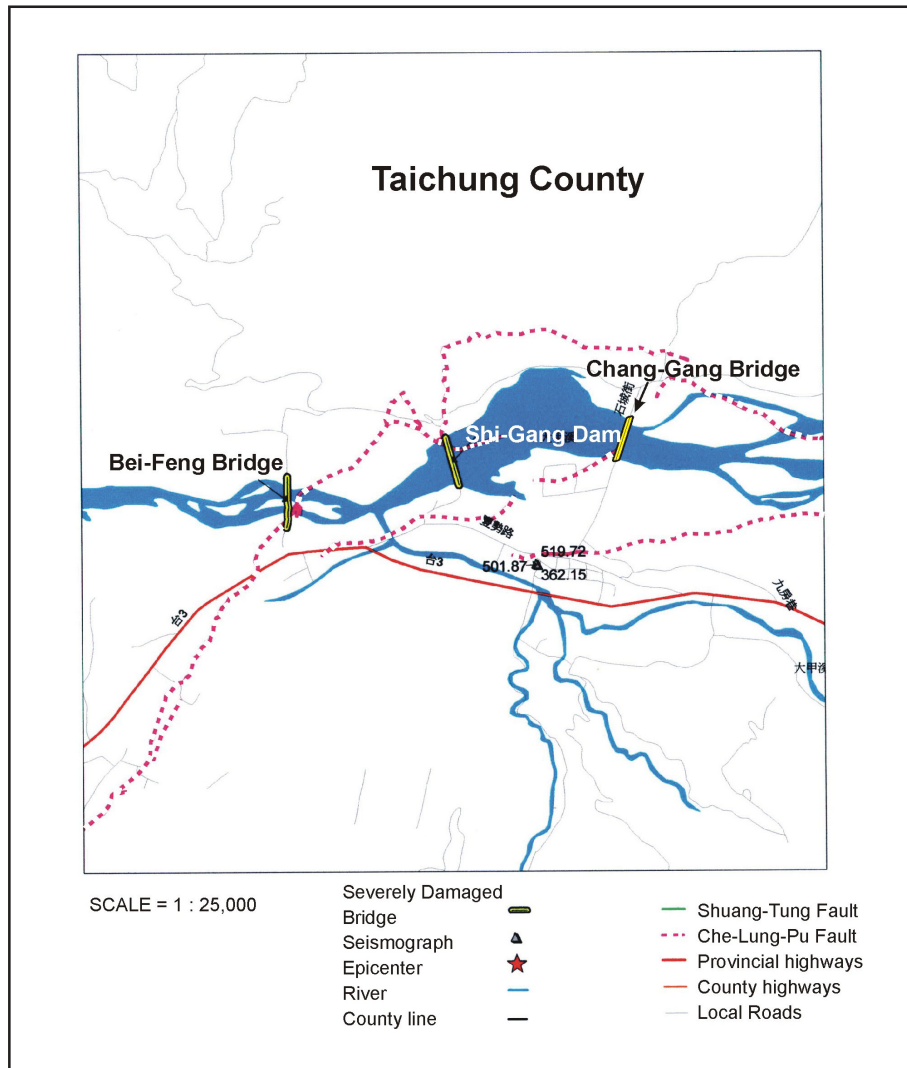 Taichung County
Chang-Gang Bridge
石城街
Shi-Gang Dam
Bei-Feng Bridge
豐勢路
519.72
台3
501.87
362.15
九房巷
台3
大甲溪
SCALE = 1 : 25,000
Severely Damaged
Bridge
Seismograph
Epicenter
River
County line
Shuang-Tung Fault
Che-Lung-Pu Fault
Provincial highways
County highways
Local Roads